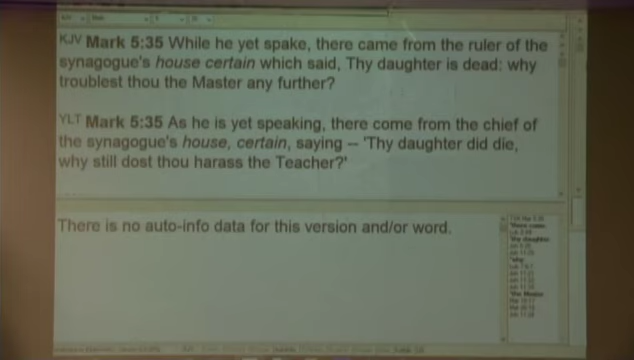 KJV Mark 5:35 While he yet spake, there came from the ruler of the
synagogue's house certain which said, Thy daughter is dead: why
troublest thou the Master any further?
YLT Mark 5:35 As he is yet speaking, there come from the chief of
the synagogue's house, certain, saying -- 'Thy daughter did die,
why still dost thou harass the Teacher?'
There is no auto-info data for this version and/or word.